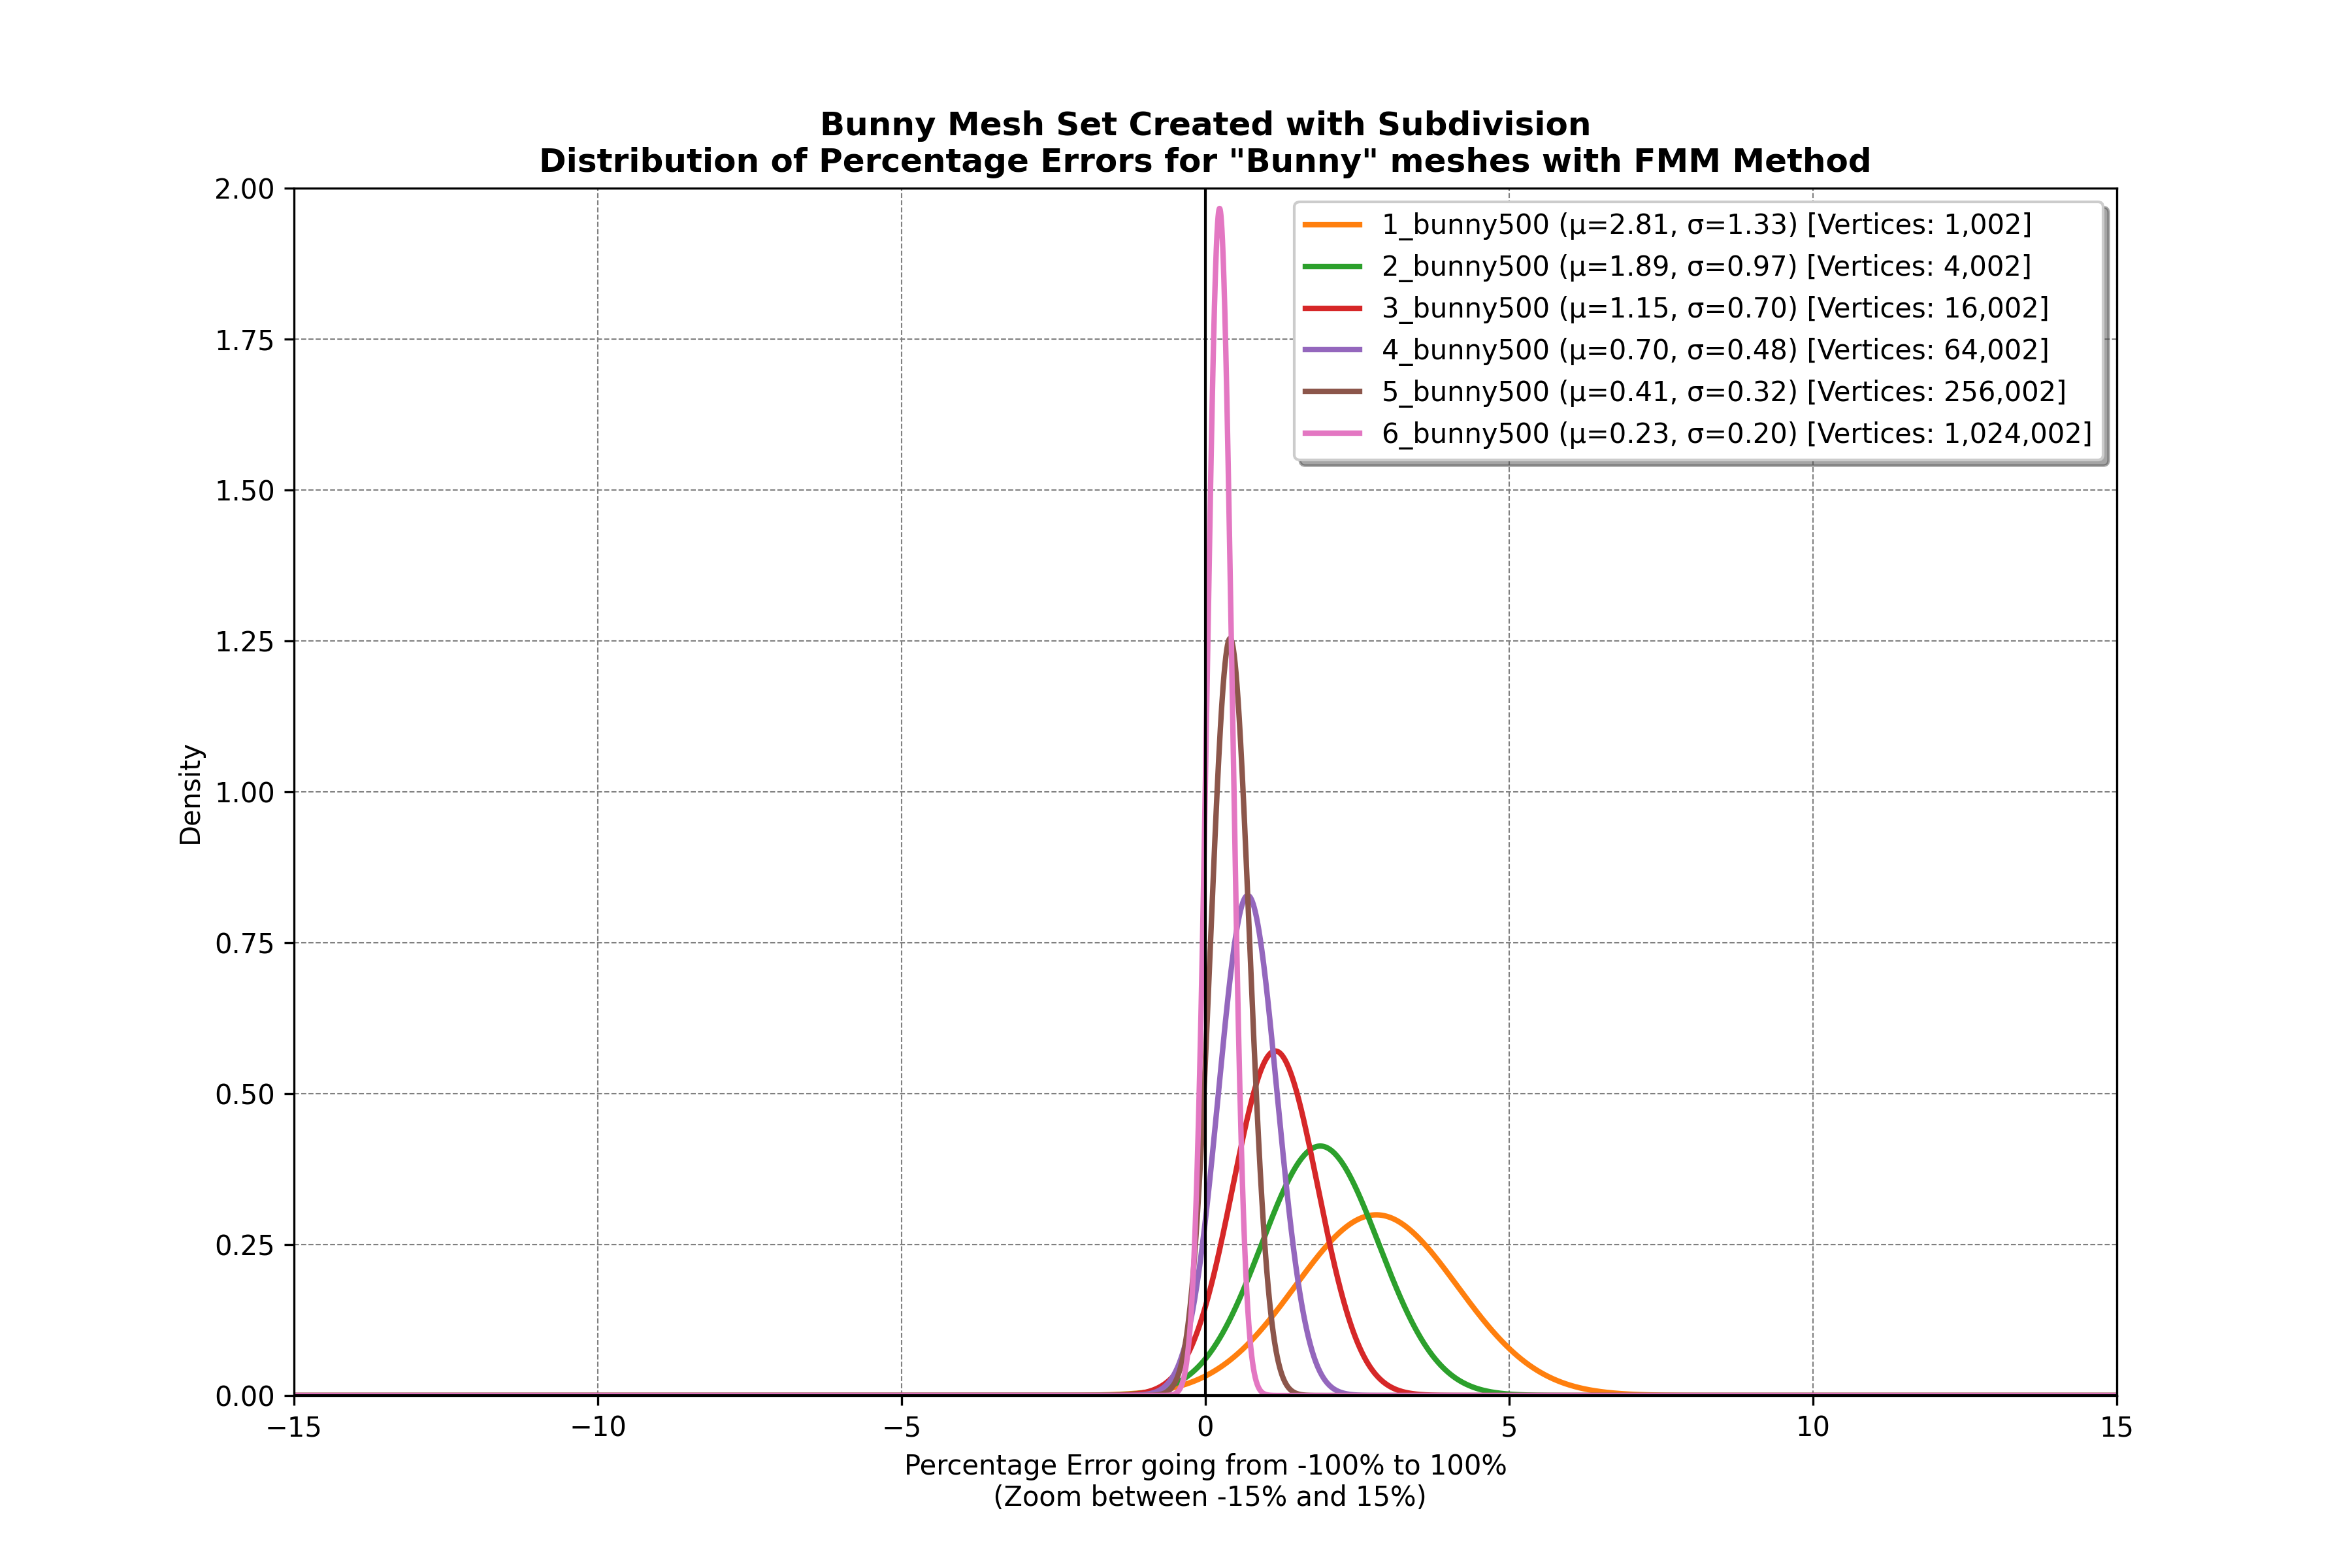 Bunny Mesh Set Created with Subdivision
Distribution of Percentage Errors for "Bunny" meshes with FMM Method
2.00
1.75
1.50
1.25
1.00
0.75
0.50
0.25
0.00
Density
1_bunny500 (μ=2.81, σ=1.33) [Vertices: 1,002]
2_bunny500 (μ=1.89, σ=0.97) [Vertices: 4,002]
3_bunny500 (μ=1.15, σ=0.70) [Vertices: 16,002]
4_bunny500 (μ=0.70, σ=0.48) [Vertices: 64,002]
5_bunny500 (μ=0.41, σ=0.32) [Vertices: 256,002]
6_bunny500 (μ=0.23, σ=0.20) [Vertices: 1,024,002]
−15 −10 −5 0 5 10 15
Percentage Error going from -100% to 100%
(Zoom between -15% and 15%)